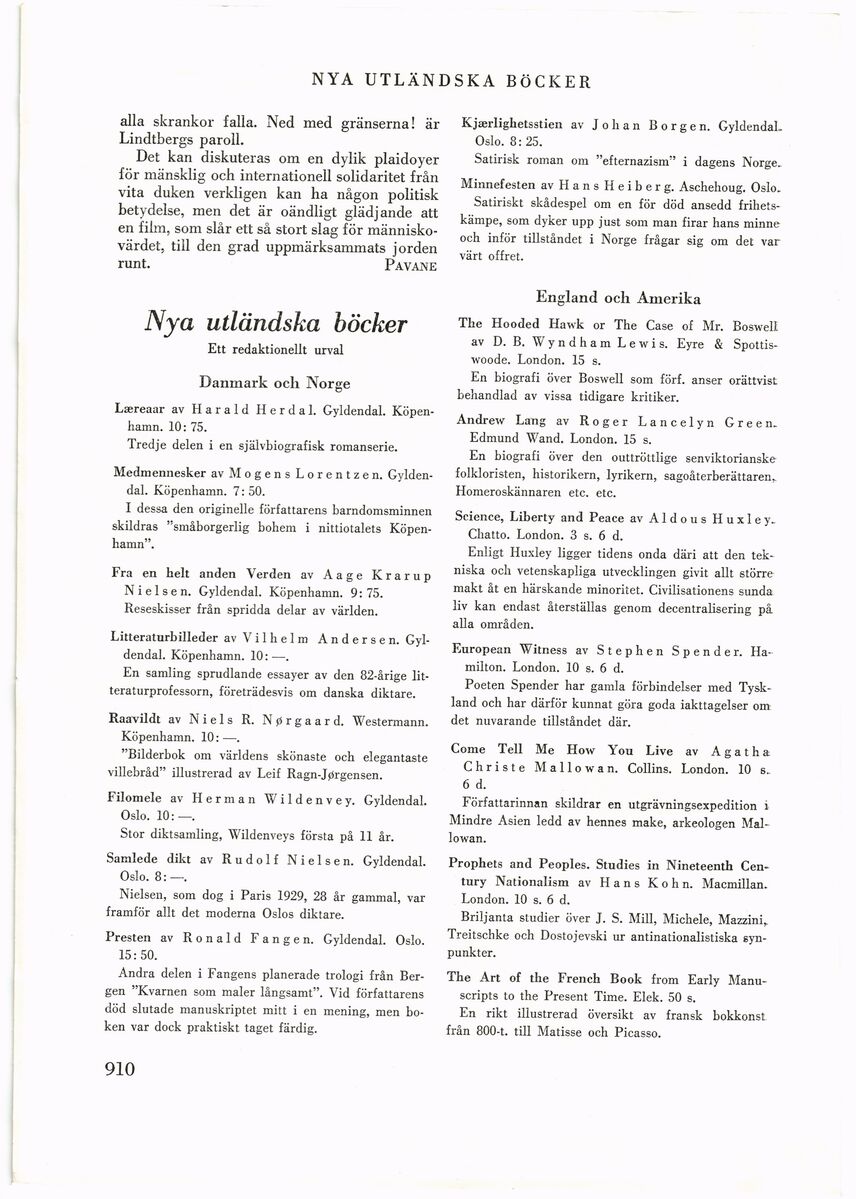 NYA UTLÄNDSKA BÖCKER
alla skrankor falla. Ned med gränserna! är
Lindtbergs paroll.
Det kan diskuteras om en dylik plaidoyer
för mänsklig och internationell solidaritet från
vita duken verkligen kan ha någon politisk
betydelse, men det är oändligt glädjande att
en film, som slår ett så stort slag för människo-
värdet, till den grad uppmärksammats jorden
runt. PAVANE
Nya utländska böcker
Ett redaktionellt urval
Danmark och Norge
Læreaar av Harald Herdal. Gyldendal. Köpen-
hamn. 10: 75.
Tredje delen i en självbiografisk romanserie.
Medmennesker av Mogens Lorentzen. Gylden-
dal. Köpenhamn. 7: 50.
I dessa den originelle författarens barndomsminnen
skildras ”småborgerlig bohem i nittiotalets Köpen-
hamn”.
Fra en helt anden Verden av Aage Krarup
Nielsen. Gyldendal. Köpenhamn. 9: 75.
Reseskisser från spridda delar av världen.
Litteraturbilleder av Vilhelm Andersen. Gyl-
dendal. Köpenhamn. 10: —.
En samling sprudlande essayer av den 82-årige lit-
teraturprofessorn, företrädesvis om danska diktare.
Raavildt av Niels R. Nørgaard. Westermann.
Köpenhamn. 10: —.
”Bilderbok om världens skönaste och elegantaste
villebråd” illustrerad av Leif Ragn-Jørgensen.
Filomele av Herman Wildenvey. Gyldendal.
Oslo. 10: —.
Stor diktsamling, Wildenveys första på 11 år.
Samlede dikt av Rudolf Nielsen. Gyldendal.
Oslo. 8: —.
Nielsen, som dog i Paris 1929, 28 år gammal, var
framför allt det moderna Oslos diktare.
Presten av Ronald Fangen. Gyldendal. Oslo.
15: 50.
Andra delen i Fangens planerade trologi från Ber-
gen ”Kvarnen som maler långsamt”. Vid författarens
död slutade manuskriptet mitt i en mening, men bo-
ken var dock praktiskt taget färdig.
910
Kjærlighetsstien av Johan Borgen. Gyldendal.
Oslo. 8: 25.
Satirisk roman om ”efternazism” i dagens Norge.
Minnefesten av Hans Heiberg. Aschehoug. Oslo.
Satiriskt skådespel om en för död ansedd frihets-
kämpe, som dyker upp just som man firar hans minne
och inför tillståndet i Norge frågar sig om det var
värt offret.
England och Amerika
The Hooded Hawk or The Case of Mr. Boswell
av D. B. Wyndham Lewis. Eyre & Spottis-
woode. London. 15 s.
En biografi över Boswell som förf. anser orättvist
behandlad av vissa tidigare kritiker.
Andrew Lang av Roger Lancelyn Green.
Edmund Wand. London. 15 s.
En biografi över den outtröttlige senviktorianske
folkloristen, historikern, lyrikern, sagoåterberättaren,
Homeroskännaren etc. etc.
Science, Liberty and Peace av Aldous Huxley.
Chatto. London. 3 s. 6 d.
Enligt Huxley ligger tidens onda däri att den tek-
niska och vetenskapliga utvecklingen givit allt större
makt åt en härskande minoritet. Civilisationens sunda
liv kan endast återställas genom decentralisering på
alla områden.
European Witness av Stephen Spender. Ha-
milton. London. 10 s. 6 d.
Poeten Spender har gamla förbindelser med Tysk-
land och har därför kunnat göra goda iakttagelser om
det nuvarande tillståndet där.
Come Tell Me How You Live av Agatha
Christe Mallowan. Collins. London. 10 s.
6 d.
Författarinnan skildrar en utgrävningsexpedition i
Mindre Asien ledd av hennes make, arkeologen Mal-
lowan.
Prophets and Peoples. Studies in Nineteenth Cen-
tury Nationalism av Hans Kohn. Macmillan.
London. 10 s. 6 d.
Briljanta studier över J. S. Mill, Michele, Mazzini,
Treitschke och Dostojevski ur antinationalistiska syn-
punkter.
The Art of the French Book from Early Manu-
scripts to the Present Time. Elek. 50 s.
En rikt illustrerad översikt av fransk bokkonst
från 800-t. till Matisse och Picasso.